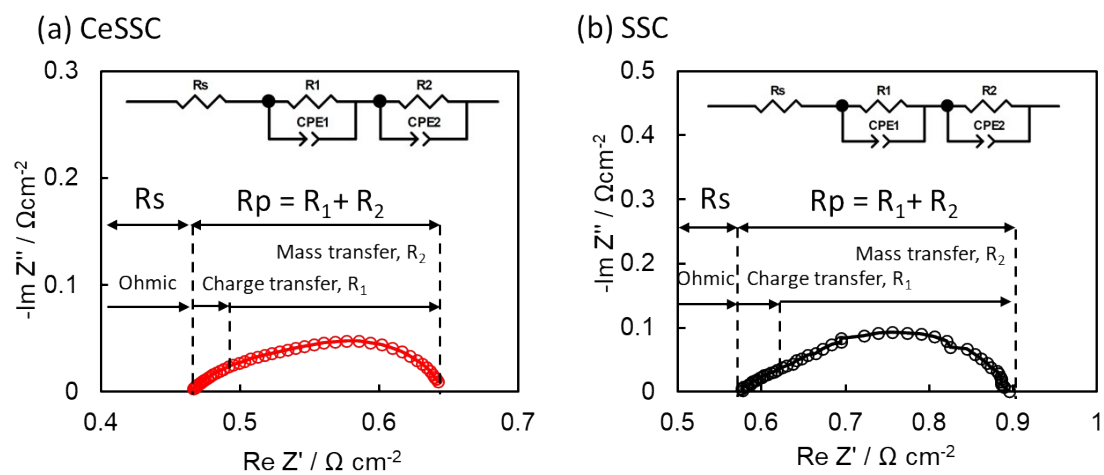 (a) CeSSC
0.3
0.2
0.1
0
-Im Z" / Ωcm-2
Rs
R1
R2
CPE1
CPE2
Rs
Rp = R1+ R2
Mass transfer, R2
Ohmic
Charge transfer, R1
0.4
0.5
0.6
0.7
Re Z' / Ω cm-2
(b) SSC
0.5
0.4
0.3
0.2
0.1
0
-Im Z" / Ωcm-2
Rs
R1
R2
CPE1
CPE2
Rs
Rp = R1+ R2
Mass transfer, R2
Ohmic
Charge transfer, R1
0.5
0.6
0.7
0.8
0.9
1
Re Z' / Ω cm-2